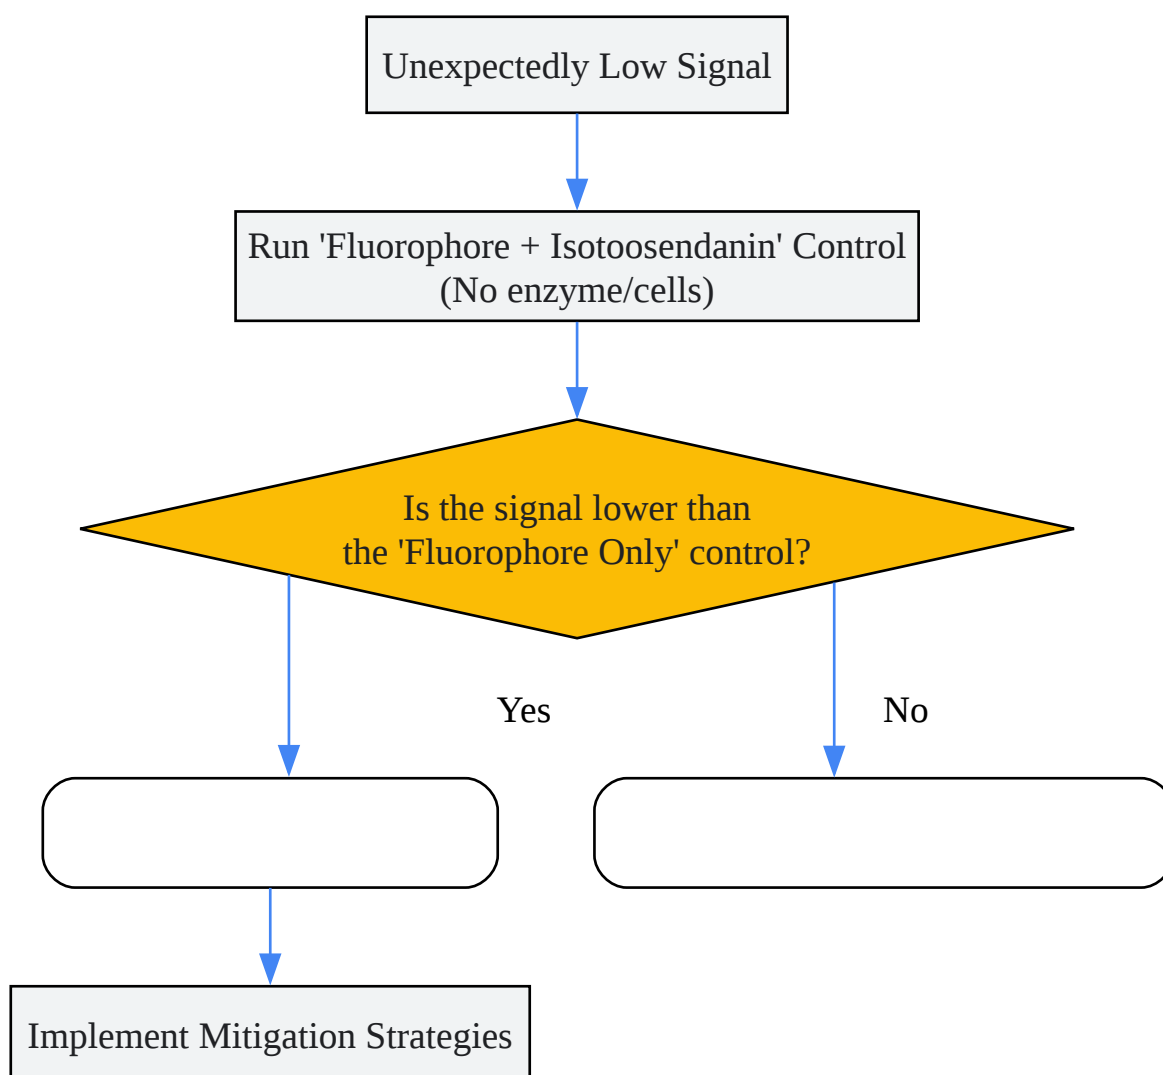 Unexpectedly Low Signal
Run 'Fluorophore + Isotoosendanin' Control
(No enzyme/cells)
Is the signal lower than
the 'Fluorophore Only' control?
Yes
No
Implement Mitigation Strategies